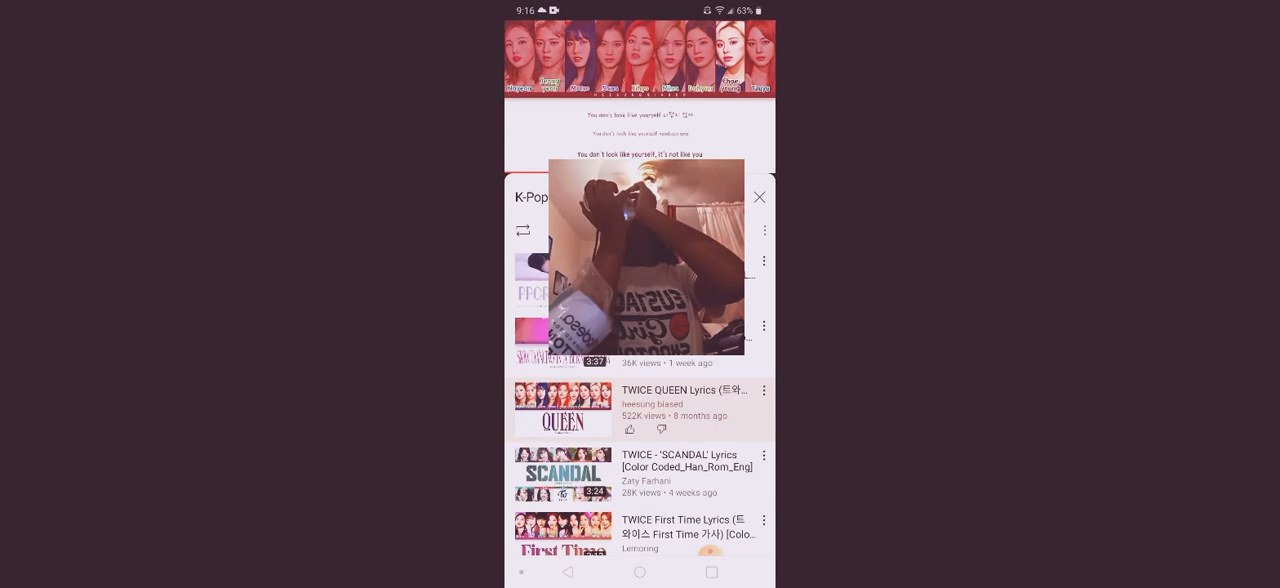 9:16
63%
Nayeon
Jeong
yeon
Momo
Sana
Jihyo
Mina
Dahyun
Chae
young
Tzuyu
HEESUNGBIASED
You don't look like yourself
You don't look like yourself
You don't look like yourself, it's not like you
K-Pop
3:37
36K views • 1 week ago
QUEEN
TWICE QUEEN Lyrics (트와...
heesung biased
522K views • 8 months ago
SCANDAL
3:24
TWICE - 'SCANDAL' Lyrics
[Color Coded_Han_Rom_Eng]
Zaty Farhani
28K views • 4 weeks ago
First Time
TWICE First Time Lyrics (트
와이스 First Time 가사) [Colo...
Lemoring